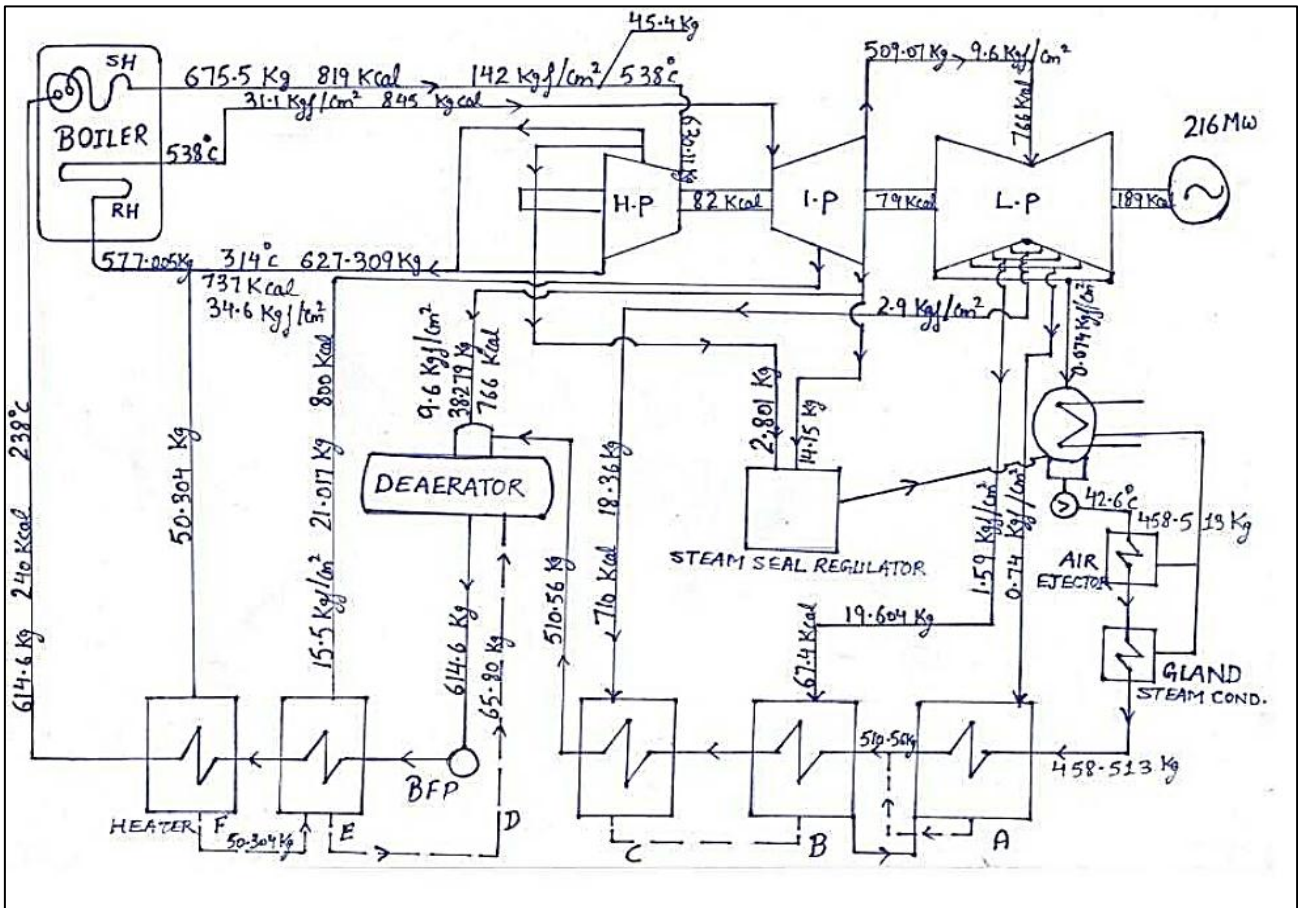 45.4 Kg
509.07 Kg 9.6 Kgf/cm²
SH
675.5 Kg 819 Kcal 142 Kgf/cm² 538°c
31.1 Kgf/cm² 845 Kgcal
BOILER
538°c
RH
630.11 Kg
766 Kcal
216 MW
H.P
82 Kcal
I.P
79 Kcal
L.P
189 Kcal
577.005Kg 314°c 627.309 Kg
737 Kcal
34.6 Kgf/cm²
2.9 Kgf/cm²
0.074 Kgf/cm²
9.6 Kgf/cm²
38.279 Kg
766 Kcal
800 Kcal
238°c
2.801 Kg
14.15 Kg
DEAERATOR
50.304 Kg
21.017 Kg
18.36 Kg
42.6°c
458.513 Kg
STEAM SEAL REGULATOR
1.59 Kgf/cm²
0.74 Kgf/cm²
AIR
EJECTOR
240 Kcal
510.56 Kg
710 Kcal
19.604 Kg
614.6 Kg
15.5 Kgf/cm²
614.6 Kg
65.80 Kg
67.4 Kcal
GLAND
STEAM COND.
510.56Kg
458.513 Kg
BFP
HEATER F
50.304 Kg
E
D
C
B
A